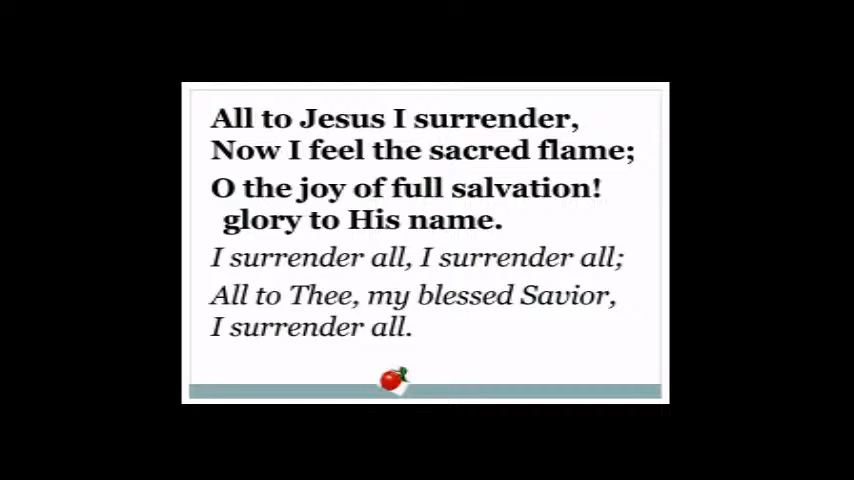 All to Jesus I surrender,
Now I feel the sacred flame;
O the joy of full salvation!
glory to His name.
I surrender all, I surrender all;
All to Thee, my blessed Savior,
I surrender all.